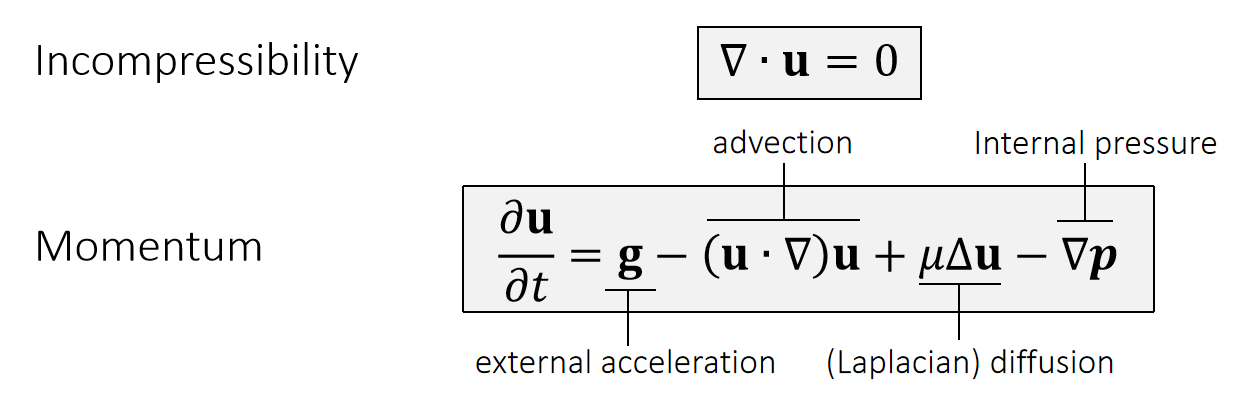 Incompressibility
∇ · u = 0
advection
Internal pressure
Momentum
∂u/∂t = g − (u · ∇)u + μΔu − ∇p
external acceleration
(Laplacian) diffusion